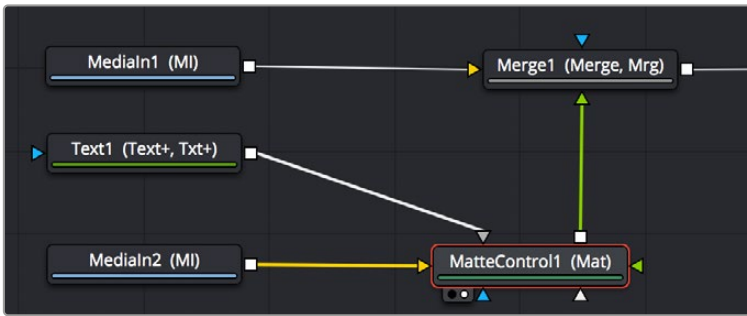 MediaIn1 (MI)
Merge1 (Merge, Mrg)
Text1 (Text+, Txt+)
MediaIn2 (MI)
MatteControl1 (Mat)